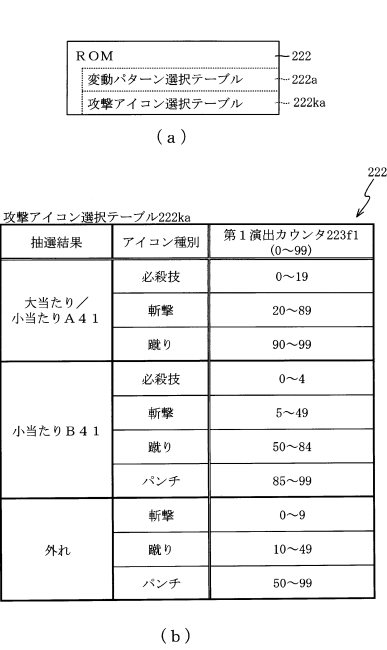 ROM
222
変動パターン選択テーブル
222a
攻撃アイコン選択テーブル
222ka
(a)
222
攻撃アイコン選択テーブル222ka
抽選結果 アイコン種別 第1演出カウンタ223f1
(0～99)
大当たり／
小当たりA41
必殺技 0～19
斬撃 20～89
蹴り 90～99
小当たりB41
必殺技 0～4
斬撃 5～49
蹴り 50～84
パンチ 85～99
外れ
斬撃 0～9
蹴り 10～49
パンチ 50～99
(b)